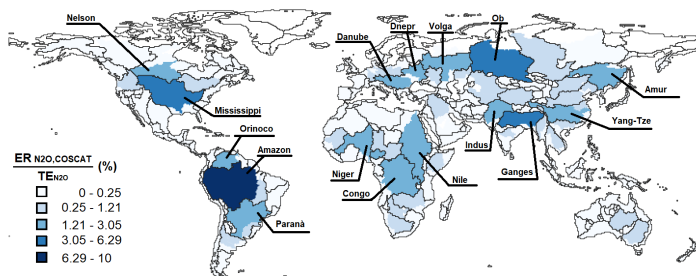 Nelson
Danube
Dnepr
Volga
Ob
Mississippi
Amur
Orinoco
Amazon
Indus
Yang-Tze
Niger
Congo
Nile
Ganges
Paranà
ER N2O,COSCAT (%)
TE N2O
0 - 0.25
0.25 - 1.21
1.21 - 3.05
3.05 - 6.29
6.29 - 10